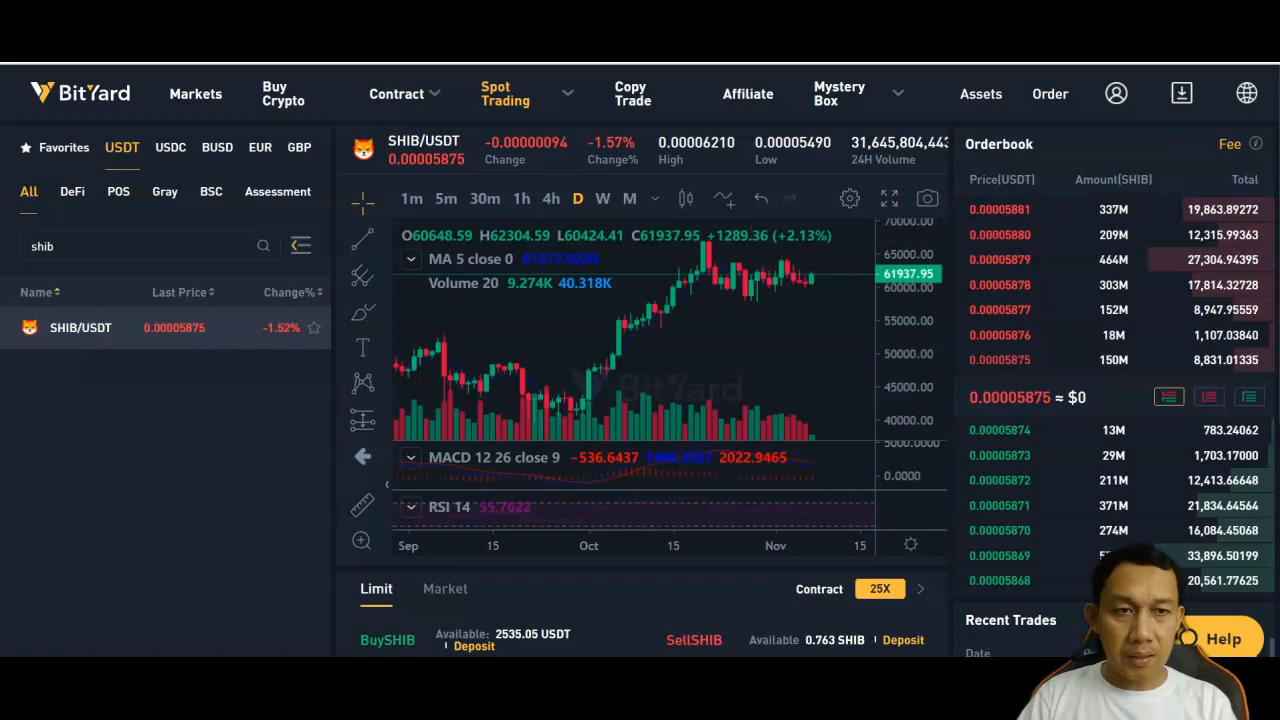 BitYard
Markets
Buy Crypto
Contract
Spot Trading
Copy Trade
Affiliate
Mystery Box
Assets
Order
Favorites USDT USDC BUSD EUR GBP
All DeFi POS Gray BSC Assessment
shib
Name Last Price Change%
SHIB/USDT 0.00005875 -1.52%
SHIB/USDT -0.00000094 -1.57% 0.00006210 0.00005490 31,645,804,443
0.00005875 Change Change% High Low 24H Volume
1m 5m 30m 1h 4h D W M
O60648.59 H62304.59 L60424.41 C61937.95 +1289.36 (+2.13%)
MA 5 close 0 61317.0220
Volume 20 9.274K 40.318K
70000.00
65000.00
61937.95
60000.00
55000.00
50000.00
45000.00
40000.00
BitYard
MACD 12 26 close 9 −536.6437 1486.3027 2022.9465
5000.0000
0.0000
RSI 14 55.7622
Sep 15 Oct 15 Nov 15
Limit Market Contract 25X
BuySHIB Available: 2535.05 USDT
Deposit
SellSHIB Available 0.763 SHIB Deposit
Orderbook Fee
Price(USDT) Amount(SHIB) Total
0.00005881 337M 19,863.89272
0.00005880 209M 12,315.99363
0.00005879 464M 27,304.94395
0.00005878 303M 17,814.32728
0.00005877 152M 8,947.95559
0.00005876 18M 1,107.03840
0.00005875 150M 8,831.01335
0.00005875 ≈ $0
0.00005874 13M 783.24062
0.00005873 29M 1,703.17000
0.00005872 211M 12,413.66648
0.00005871 371M 21,834.64564
0.00005870 274M 16,084.45068
0.00005869 33,896.50199
0.00005868 20,561.77625
Recent Trades
Help
Date